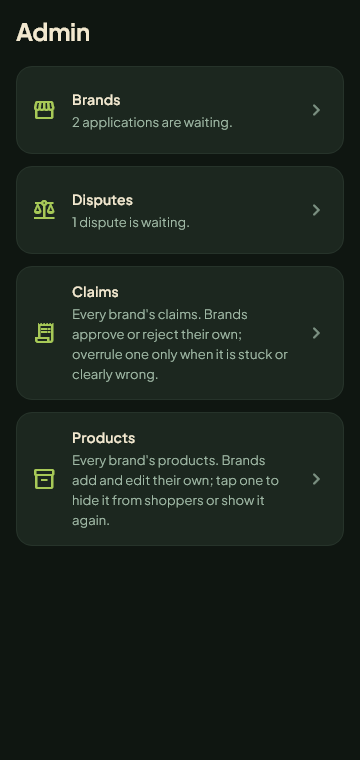 Admin
Brands
2 applications are waiting.
Disputes
1 dispute is waiting.
Claims
Every brand's claims. Brands
approve or reject their own;
overrule one only when it is stuck or
clearly wrong.
Products
Every brand's products. Brands
add and edit their own; tap one to
hide it from shoppers or show it
again.